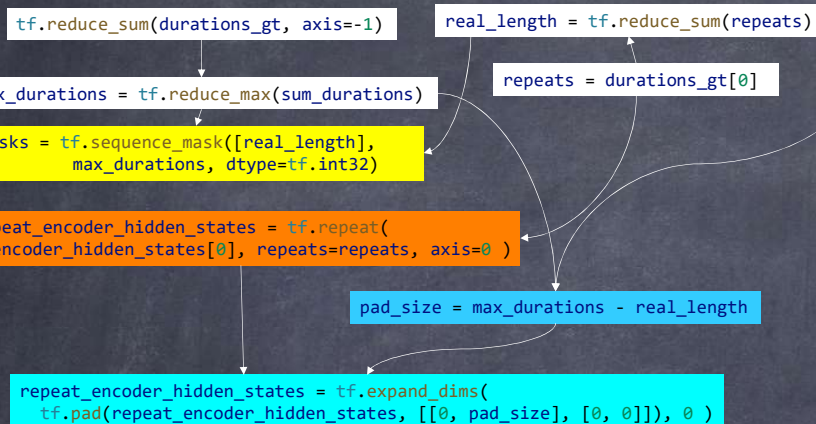 tf.reduce_sum(durations_gt, axis=-1)
real_length = tf.reduce_sum(repeats)
repeats = durations_gt[0]
x_durations = tf.reduce_max(sum_durations)
sks = tf.sequence_mask([real_length],
max_durations, dtype=tf.int32)
peat_encoder_hidden_states = tf.repeat(
encoder_hidden_states[0], repeats=repeats, axis=0 )
pad_size = max_durations - real_length
repeat_encoder_hidden_states = tf.expand_dims(
tf.pad(repeat_encoder_hidden_states, [[0, pad_size], [0, 0]]), 0 )